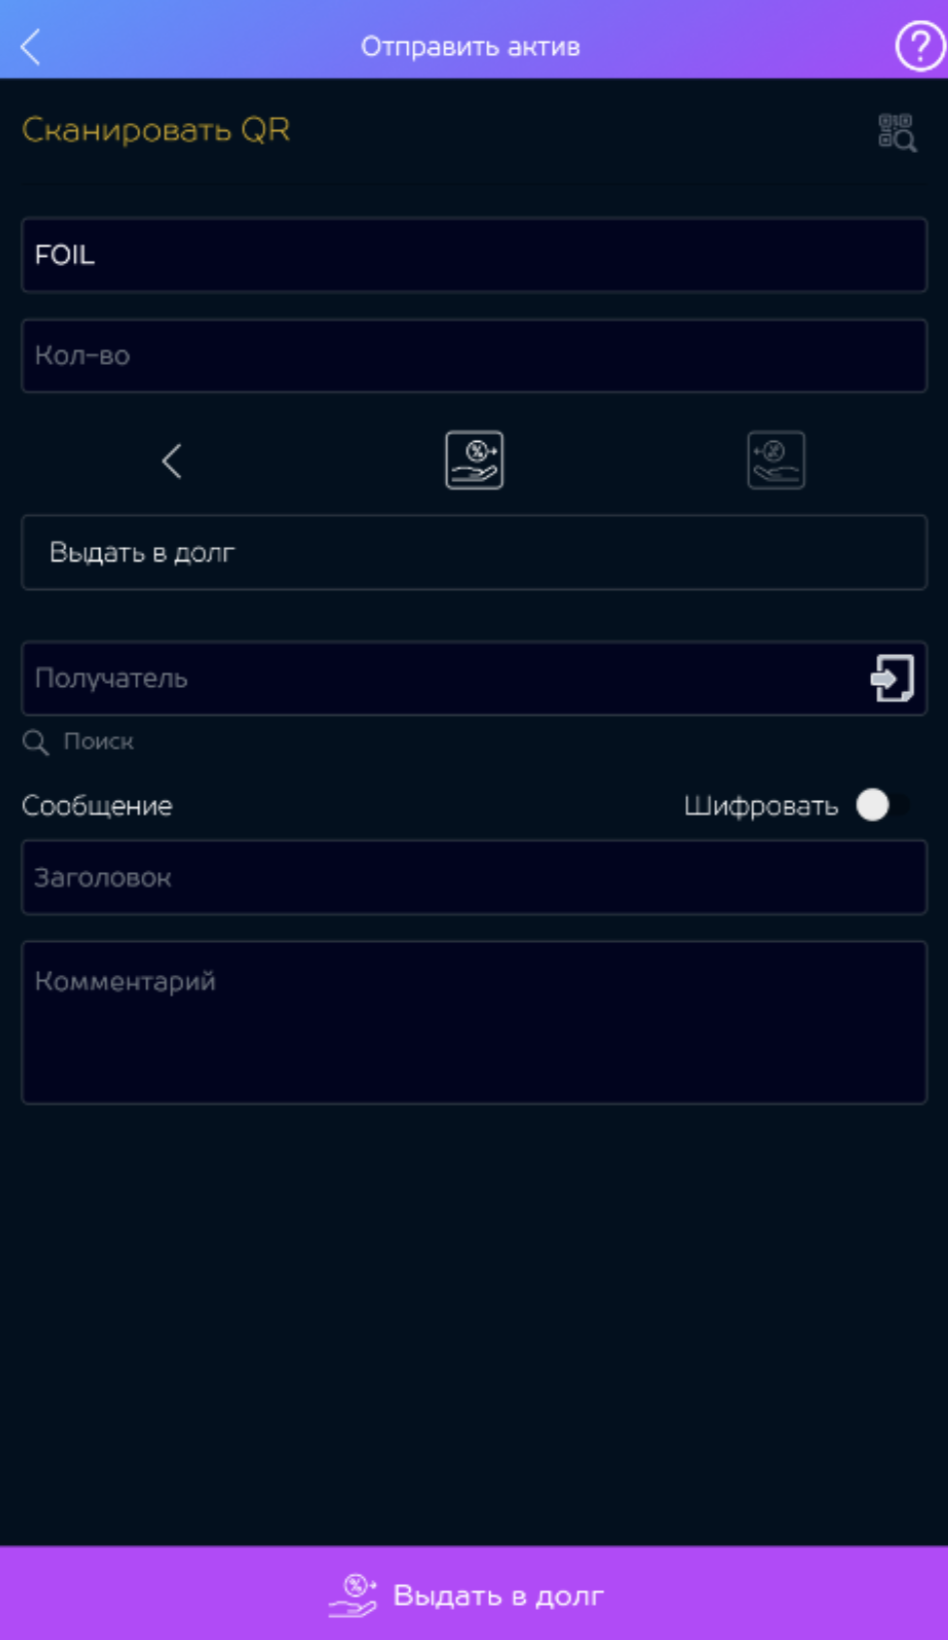 Отправить актив
Сканировать QR
FOIL
Кол-во
Выдать в долг
Получатель
Поиск
Сообщение Шифровать
Заголовок
Комментарий
Выдать в долг